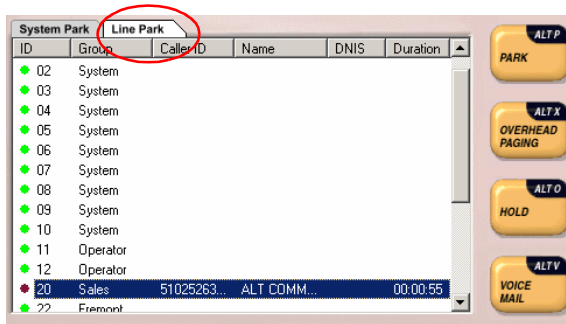 System Park Line Park
ID Group Caller ID Name DNIS Duration
02 System
03 System
04 System
05 System
06 System
07 System
08 System
09 System
10 System
11 Operator
12 Operator
20 Sales 51025263... ALT COMM... 00:00:55
22 Fremont
ALT P
PARK
ALT X
OVERHEAD
PAGING
ALT O
HOLD
ALT V
VOICE
MAIL